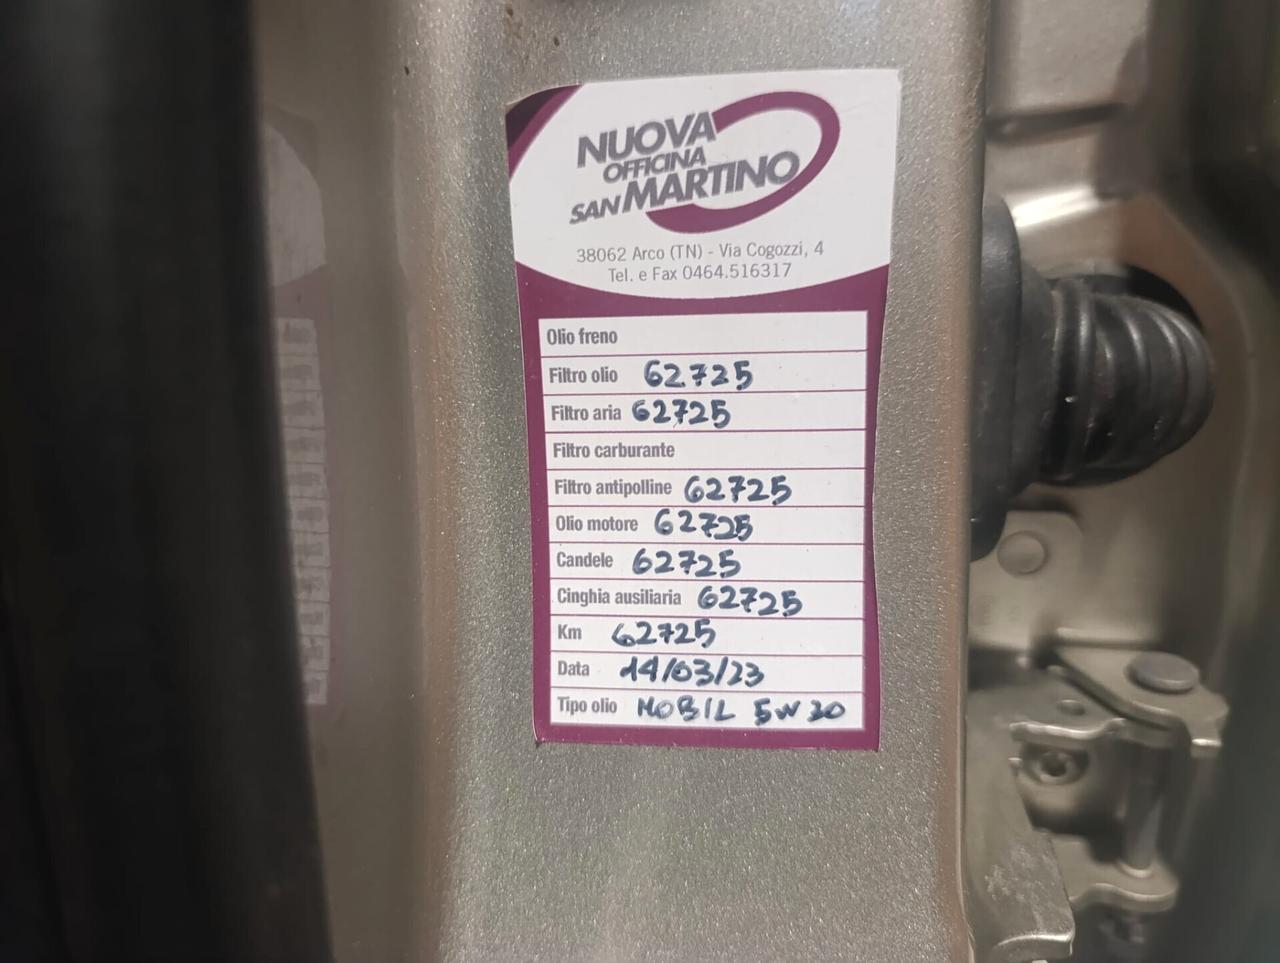 NUOVA
OFFICINA
SAN MARTINO
38062 Arco (TN) - Via Cogozzi, 4
Tel. e Fax 0464.516317
Olio freno
Filtro olio 62725
Filtro aria 62725
Filtro carburante
Filtro antipolline 62725
Olio motore 62725
Candele 62725
Cinghia ausiliaria 62725
Km 62725
Data 14/03/23
Tipo olio MOBIL 5W30